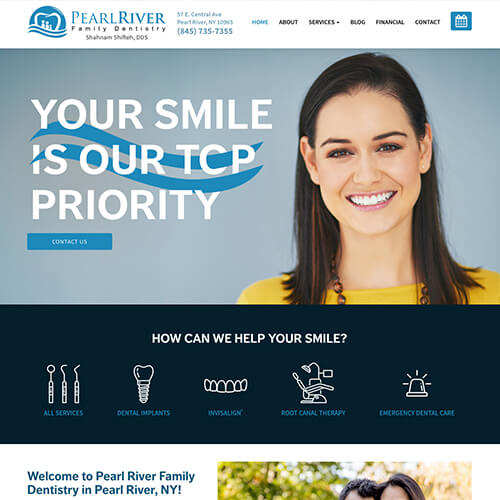 PEARL RIVER
Family Dentistry
Shahnam Shifteh, DDS
57 E. Central Ave
Pearl River, NY 10965
(845) 735-7355
HOME ABOUT SERVICES BLOG FINANCIAL CONTACT
YOUR SMILE
IS OUR TOP
PRIORITY
CONTACT US
HOW CAN WE HELP YOUR SMILE?
ALL SERVICES DENTAL IMPLANTS INVISALIGN® ROOT CANAL THERAPY EMERGENCY DENTAL CARE
Welcome to Pearl River Family
Dentistry in Pearl River, NY!